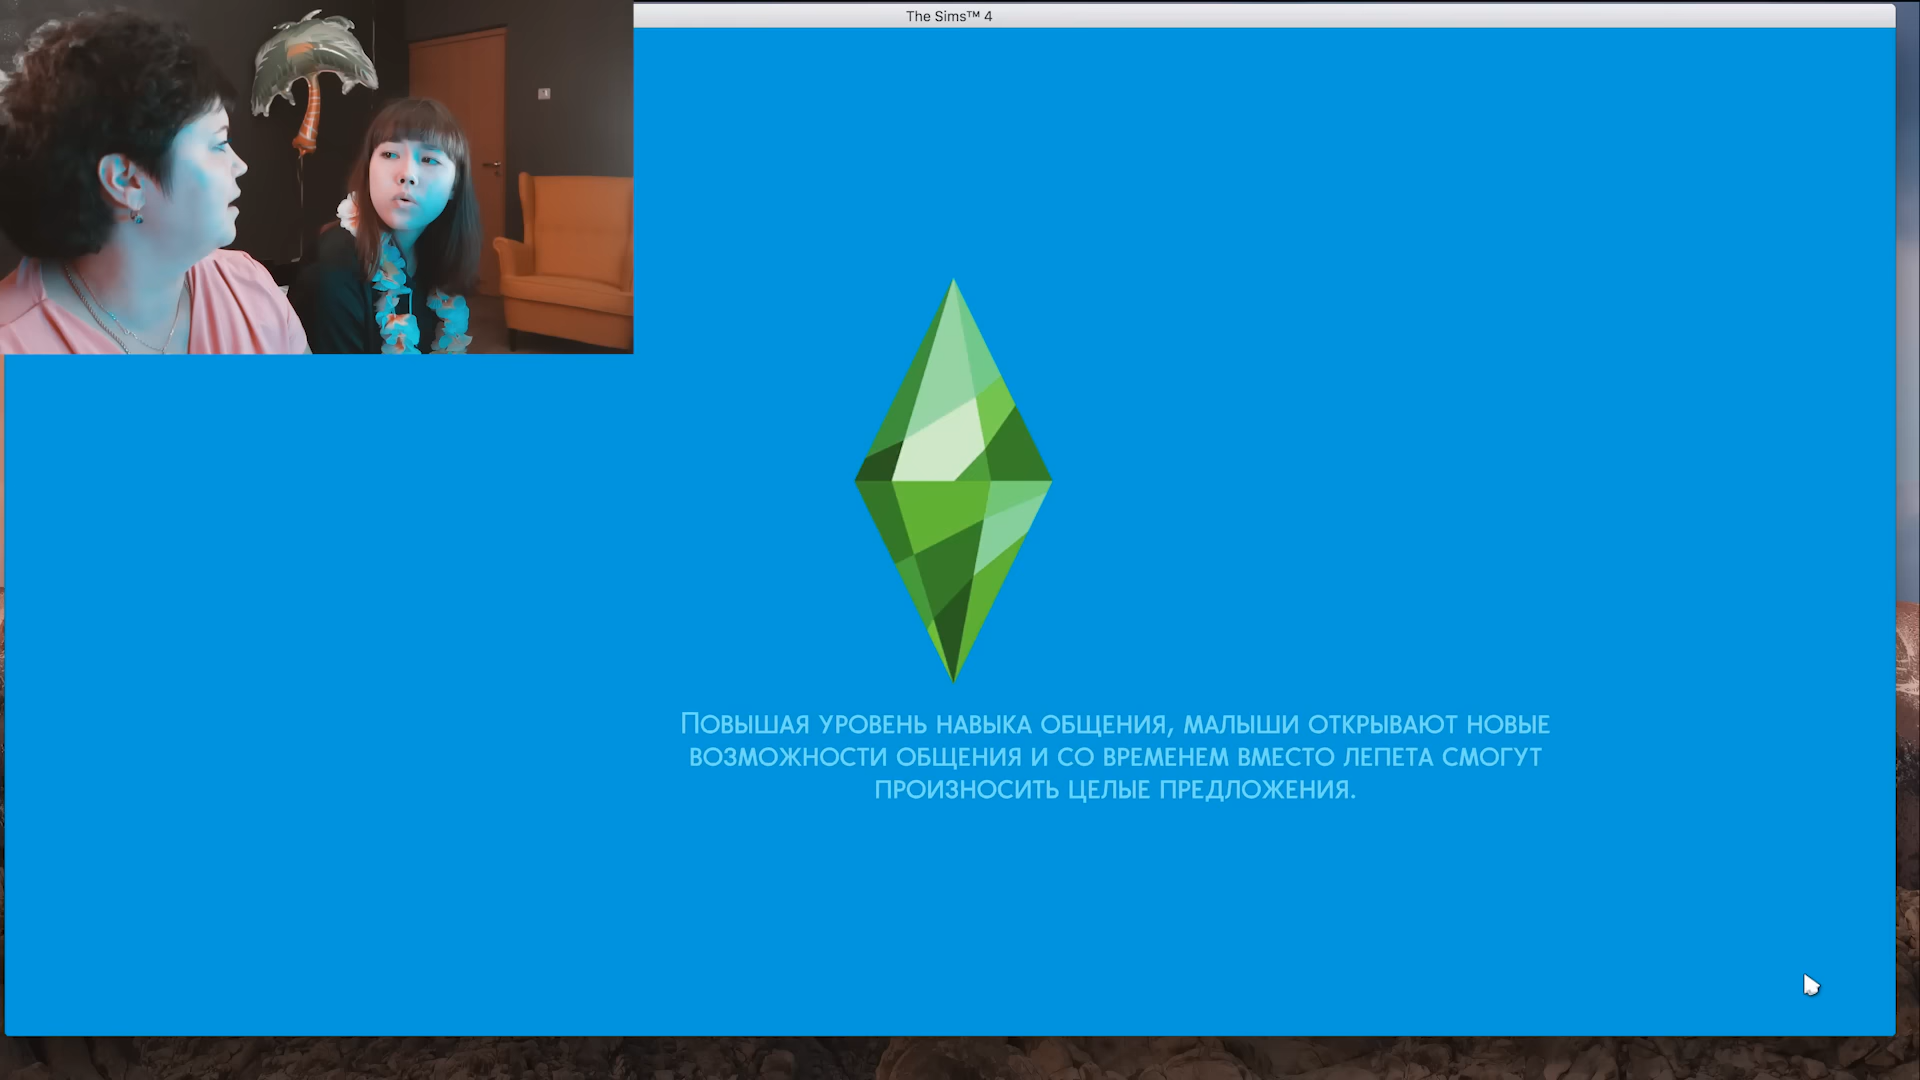 The Sims™ 4
Повышая уровень навыка общения, малыши открывают новые
возможности общения и со временем вместо лепета смогут
произносить целые предложения.